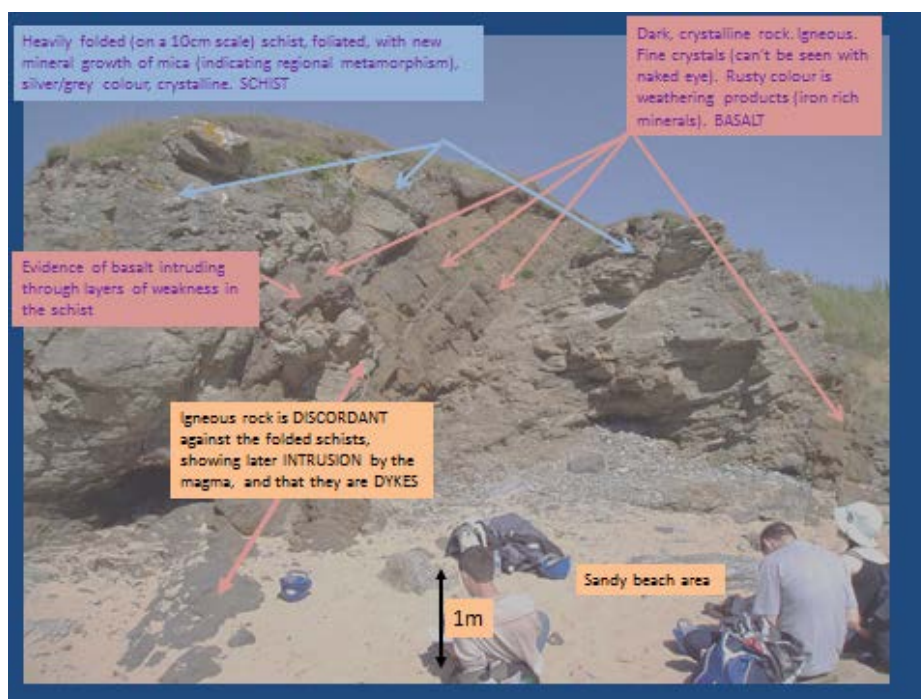 Heavily folded (on a 10cm scale) schist, foliated, with new
mineral growth of mica (indicating regional metamorphism),
silver/grey colour, crystalline. SCHIST
Dark, crystalline rock. Igneous.
Fine crystals (can't be seen with
naked eye). Rusty colour is
weathering products (iron rich
minerals). BASALT
Evidence of basalt intruding
through layers of weakness in
the schist
Igneous rock is DISCORDANT
against the folded schists,
showing later INTRUSION by the
magma, and that they are DYKES
Sandy beach area
1m